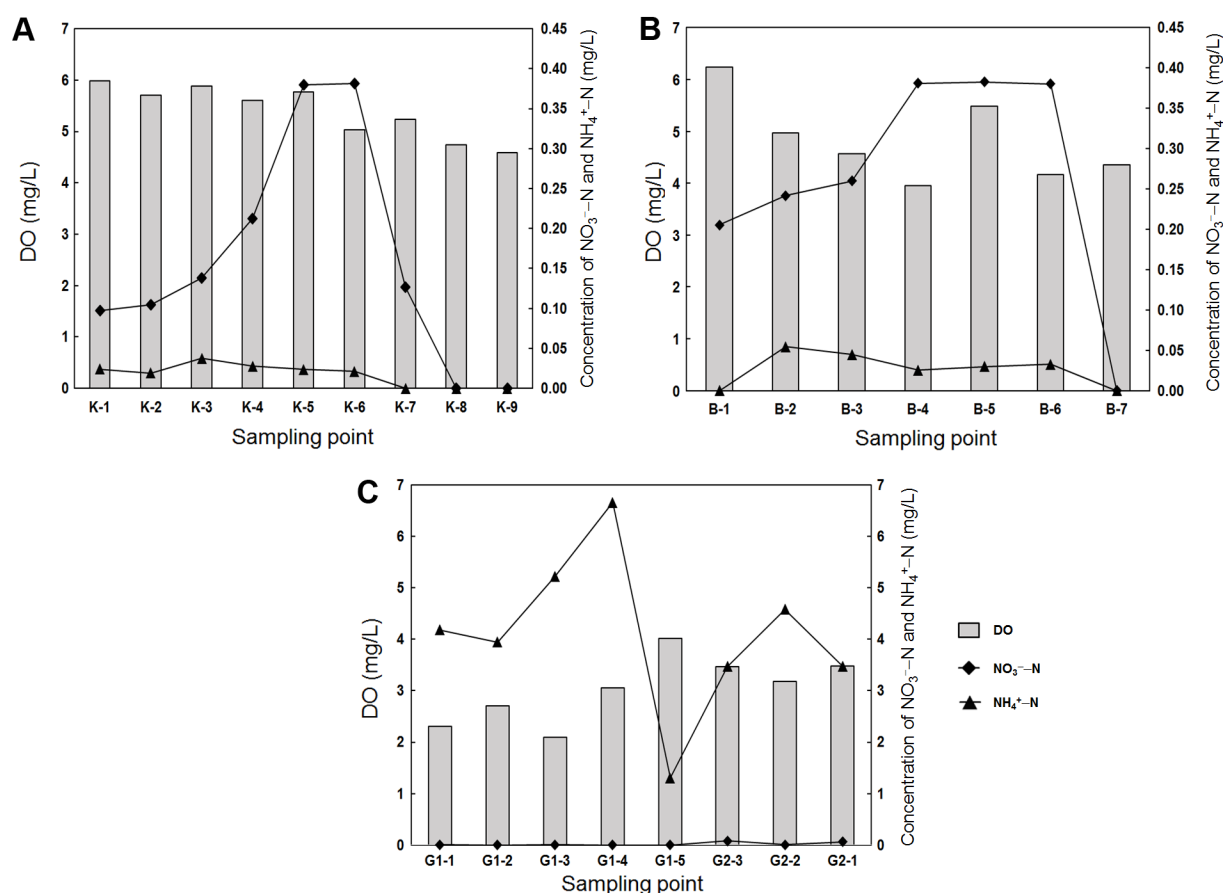 A
DO (mg/L)
7
6
5
4
3
2
1
0
Concentration of NO₃⁻–N and NH₄⁺–N (mg/L)
0.45
0.40
0.35
0.30
0.25
0.20
0.15
0.10
0.05
0.00
K-1 K-2 K-3 K-4 K-5 K-6 K-7 K-8 K-9
Sampling point
B
DO (mg/L)
7
6
5
4
3
2
1
0
Concentration of NO₃⁻–N and NH₄⁺–N (mg/L)
0.45
0.40
0.35
0.30
0.25
0.20
0.15
0.10
0.05
0.00
B-1 B-2 B-3 B-4 B-5 B-6 B-7
Sampling point
C
DO (mg/L)
7
6
5
4
3
2
1
0
Concentration of NO₃⁻–N and NH₄⁺–N (mg/L)
7
6
5
4
3
2
1
0
G1-1 G1-2 G1-3 G1-4 G1-5 G2-3 G2-2 G2-1
Sampling point
DO
NO₃⁻–N
NH₄⁺–N